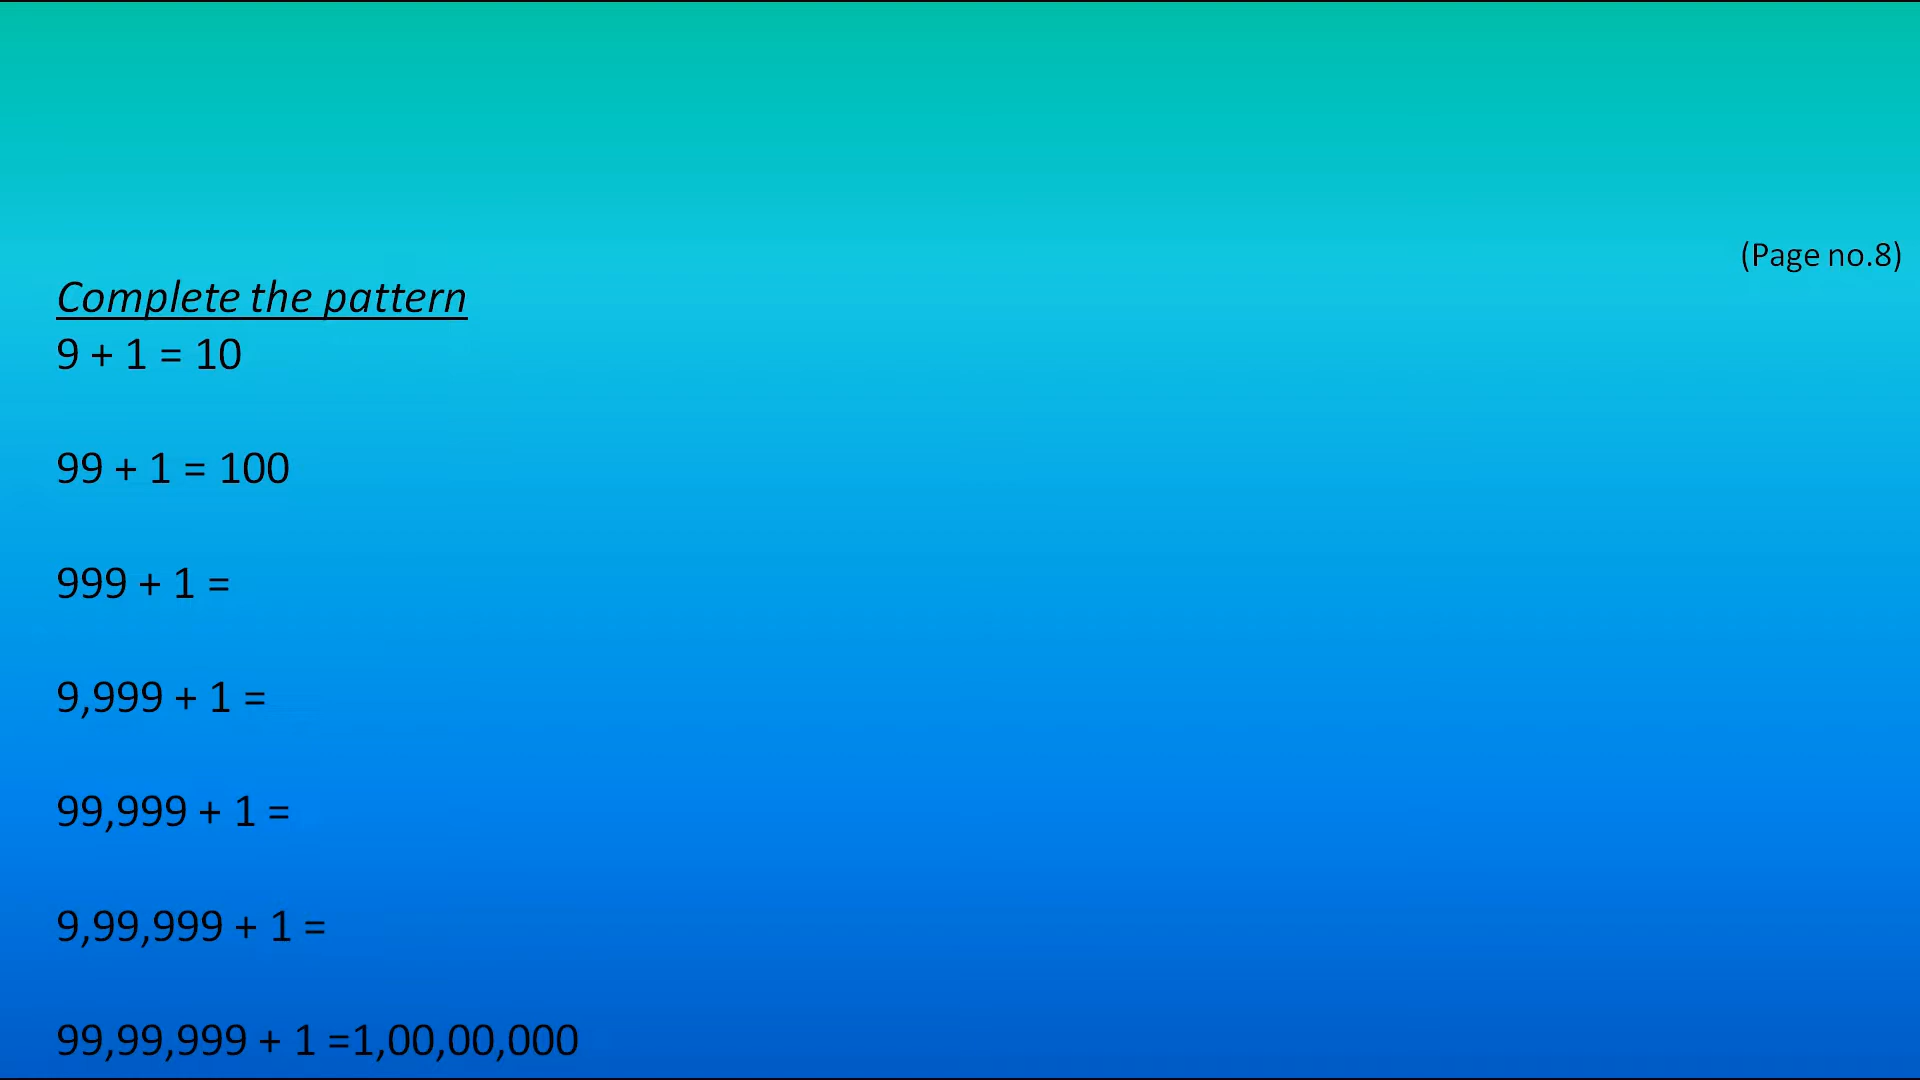 (Page no.8)
Complete the pattern
9 + 1 = 10
99 + 1 = 100
999 + 1 =
9,999 + 1 =
99,999 + 1 =
9,99,999 + 1 =
99,99,999 + 1 =1,00,00,000